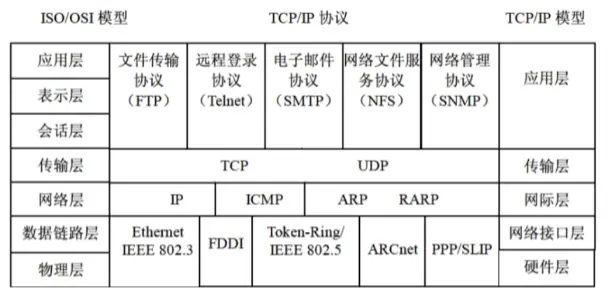 ISO/OSI 模型 TCP/IP 协议 TCP/IP 模型
应用层 文件传输 远程登录 电子邮件 网络文件服 网络管理 应用层
表示层 协议 协议 协议 务协议 协议
(FTP) (Telnet) (SMTP) (NFS) (SNMP)
会话层
传输层 TCP UDP 传输层
网络层 IP ICMP ARP RARP 网际层
数据链路层 Ethernet FDDI Token-Ring/ ARCnet PPP/SLIP 网络接口层
IEEE 802.3 IEEE 802.5
物理层 硬件层